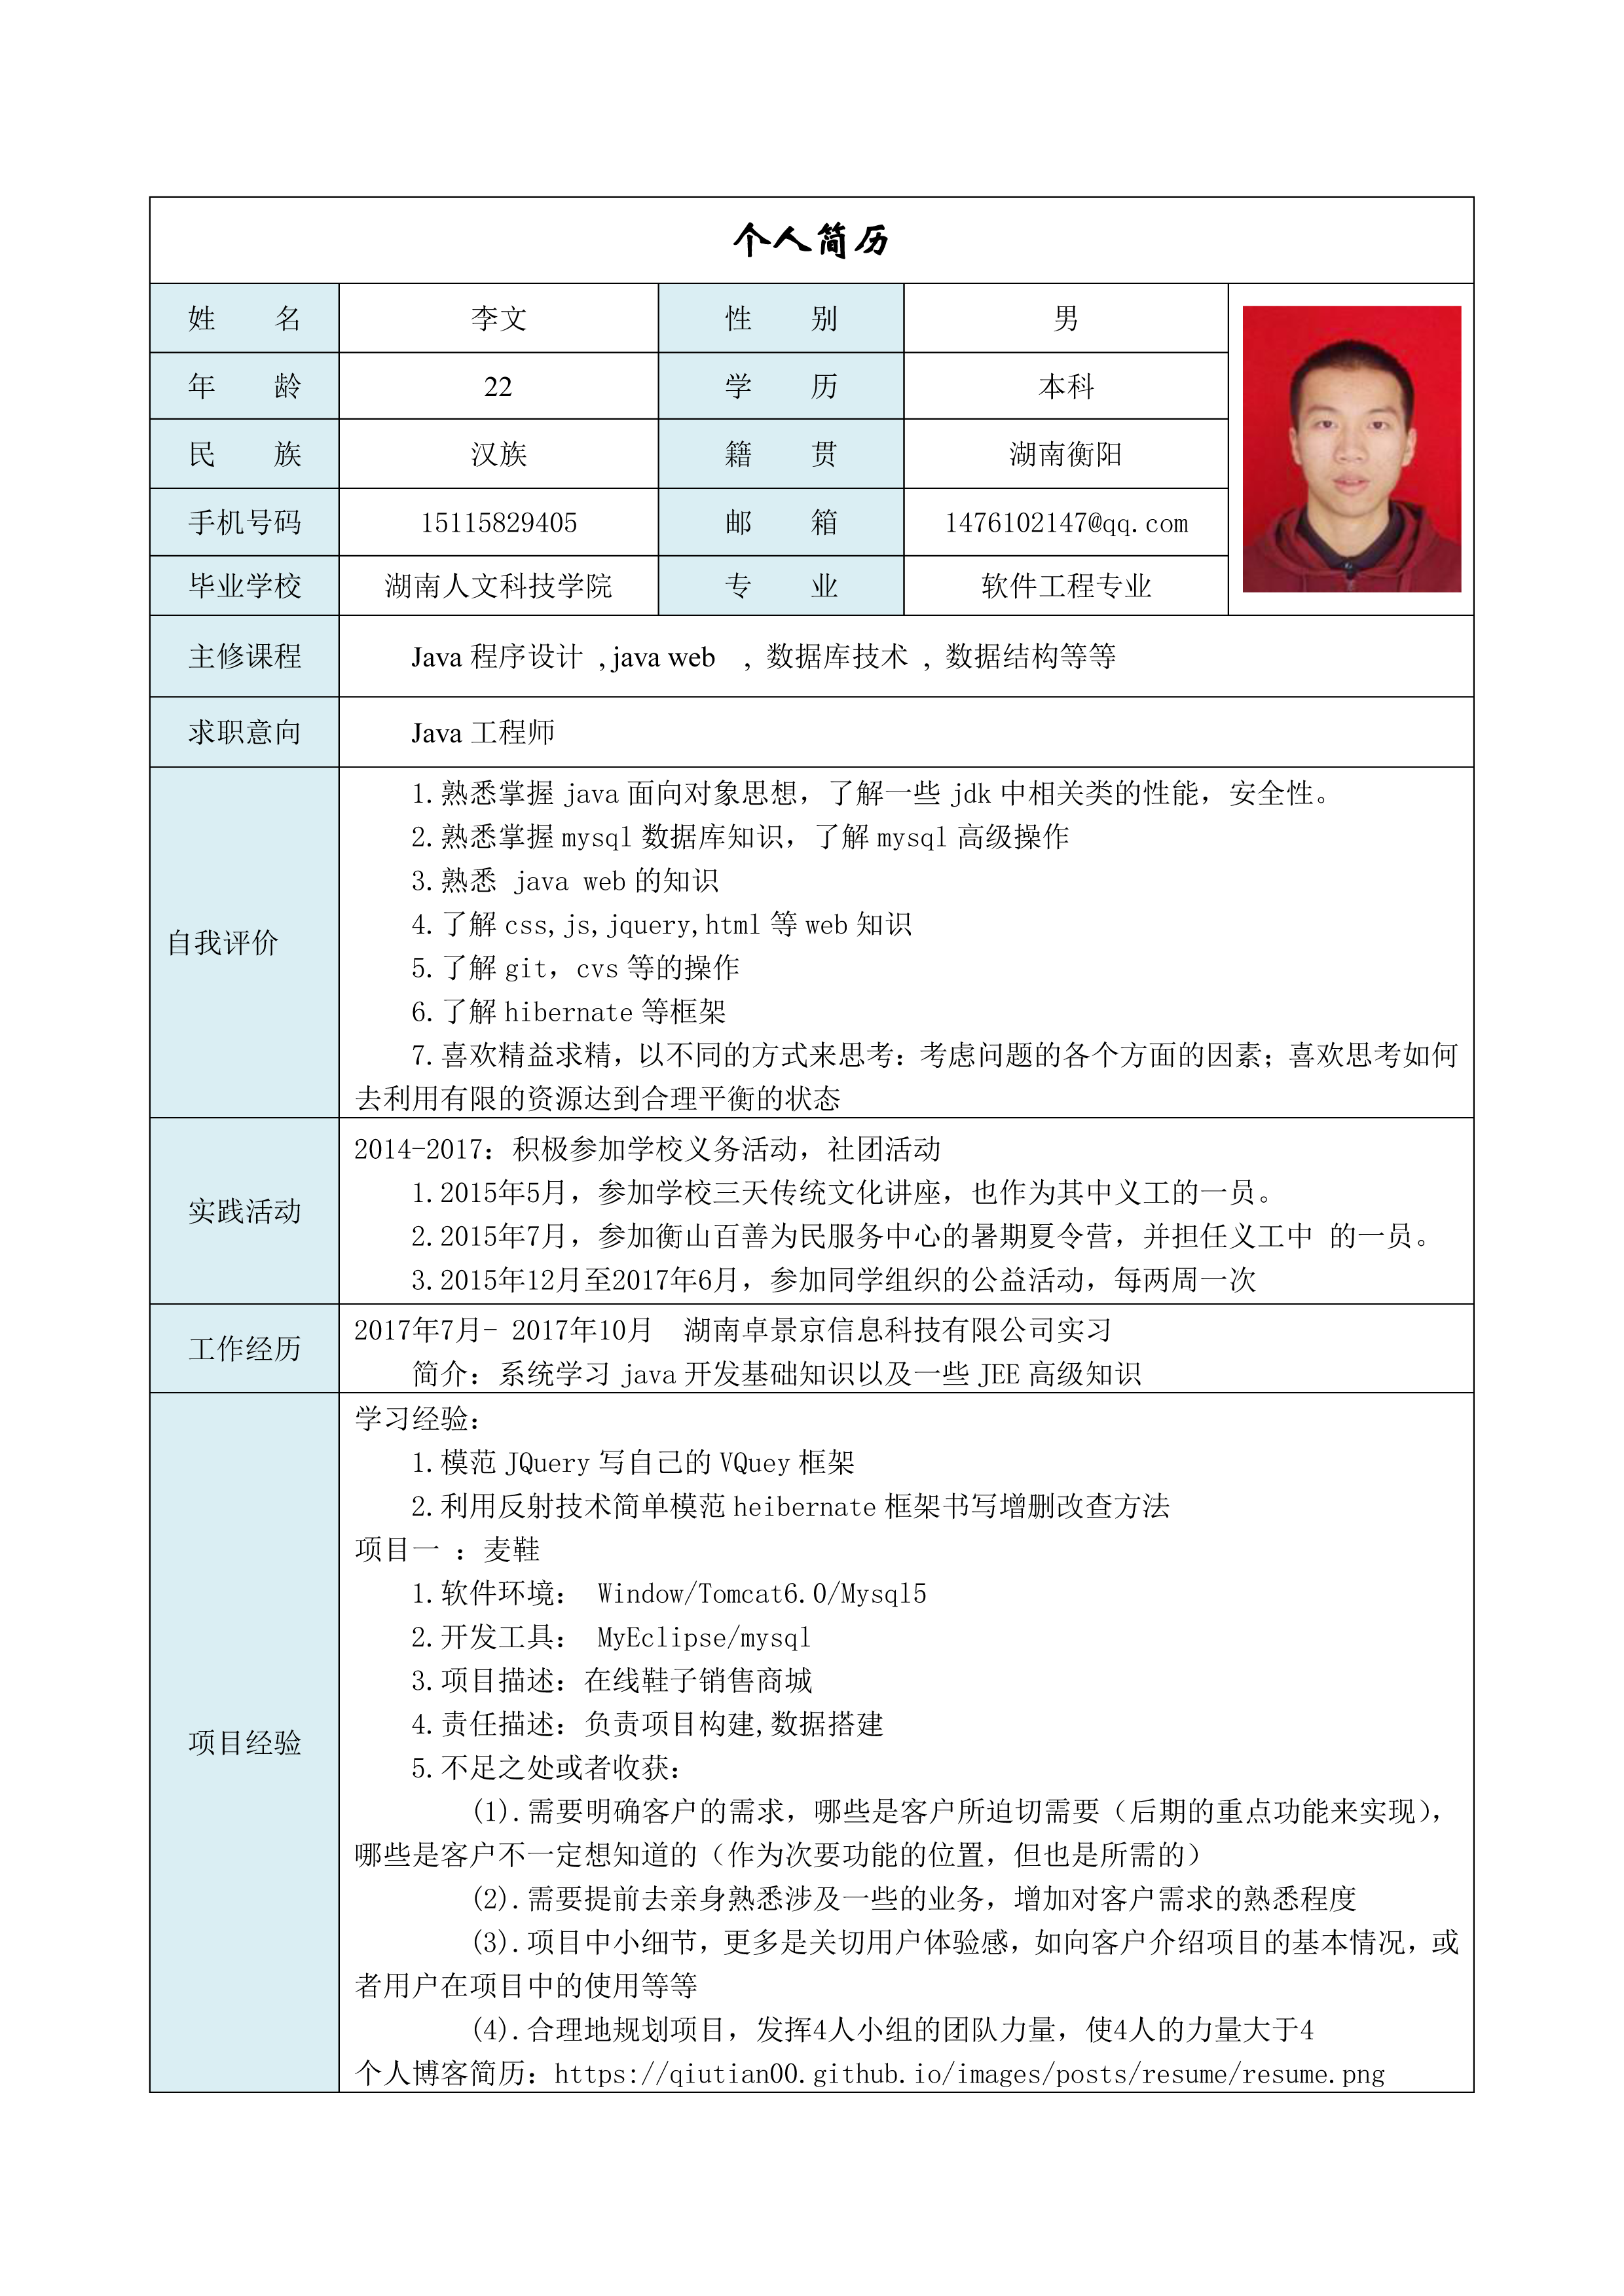 个人简历
姓 名 李文 性 别 男
年 龄 22 学 历 本科
民 族 汉族 籍 贯 湖南衡阳
手机号码 15115829405 邮 箱 1476102147@qq.com
毕业学校 湖南人文科技学院 专 业 软件工程专业
主修课程 Java 程序设计 , java web , 数据库技术 , 数据结构等等
求职意向 Java 工程师
自我评价
1.熟悉掌握 java 面向对象思想，了解一些 jdk 中相关类的性能，安全性。
2.熟悉掌握 mysql 数据库知识，了解 mysql 高级操作
3.熟悉 java web 的知识
4.了解 css,js,jquery,html 等 web 知识
5.了解 git，cvs 等的操作
6.了解 hibernate 等框架
7.喜欢精益求精，以不同的方式来思考：考虑问题的各个方面的因素；喜欢思考如何
去利用有限的资源达到合理平衡的状态
实践活动
2014-2017：积极参加学校义务活动，社团活动
1.2015年5月，参加学校三天传统文化讲座，也作为其中义工的一员。
2.2015年7月，参加衡山百善为民服务中心的暑期夏令营，并担任义工中 的一员。
3.2015年12月至2017年6月，参加同学组织的公益活动，每两周一次
工作经历
2017年7月- 2017年10月 湖南卓景京信息科技有限公司实习
简介：系统学习 java 开发基础知识以及一些 JEE 高级知识
项目经验
学习经验：
1.模范 JQuery 写自己的 VQuey 框架
2.利用反射技术简单模范 heibernate 框架书写增删改查方法
项目一 ：麦鞋
1.软件环境： Window/Tomcat6.0/Mysql5
2.开发工具： MyEclipse/mysql
3.项目描述：在线鞋子销售商城
4.责任描述：负责项目构建,数据搭建
5.不足之处或者收获：
(1).需要明确客户的需求，哪些是客户所迫切需要（后期的重点功能来实现），
哪些是客户不一定想知道的（作为次要功能的位置，但也是所需的）
(2).需要提前去亲身熟悉涉及一些的业务，增加对客户需求的熟悉程度
(3).项目中小细节，更多是关切用户体验感，如向客户介绍项目的基本情况，或
者用户在项目中的使用等等
(4).合理地规划项目，发挥4人小组的团队力量，使4人的力量大于4
个人博客简历：https://qiutian00.github.io/images/posts/resume/resume.png